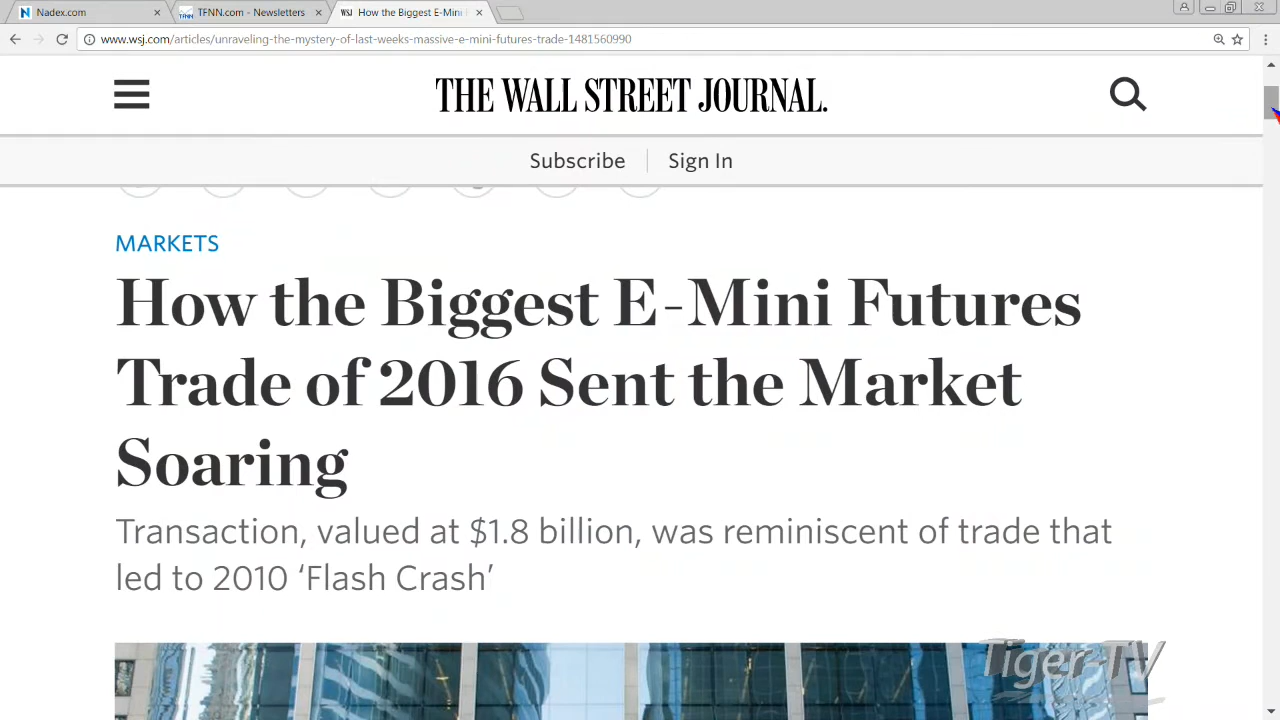 Nadex.com
TFNN.com - Newsletters
WSJ How the Biggest E-Mini
www.wsj.com/articles/unraveling-the-mystery-of-last-weeks-massive-e-mini-futures-trade-1481560990
THE WALL STREET JOURNAL.
Subscribe Sign In
MARKETS
How the Biggest E-Mini Futures
Trade of 2016 Sent the Market
Soaring
Transaction, valued at $1.8 billion, was reminiscent of trade that
led to 2010 ‘Flash Crash’
Tiger-TV